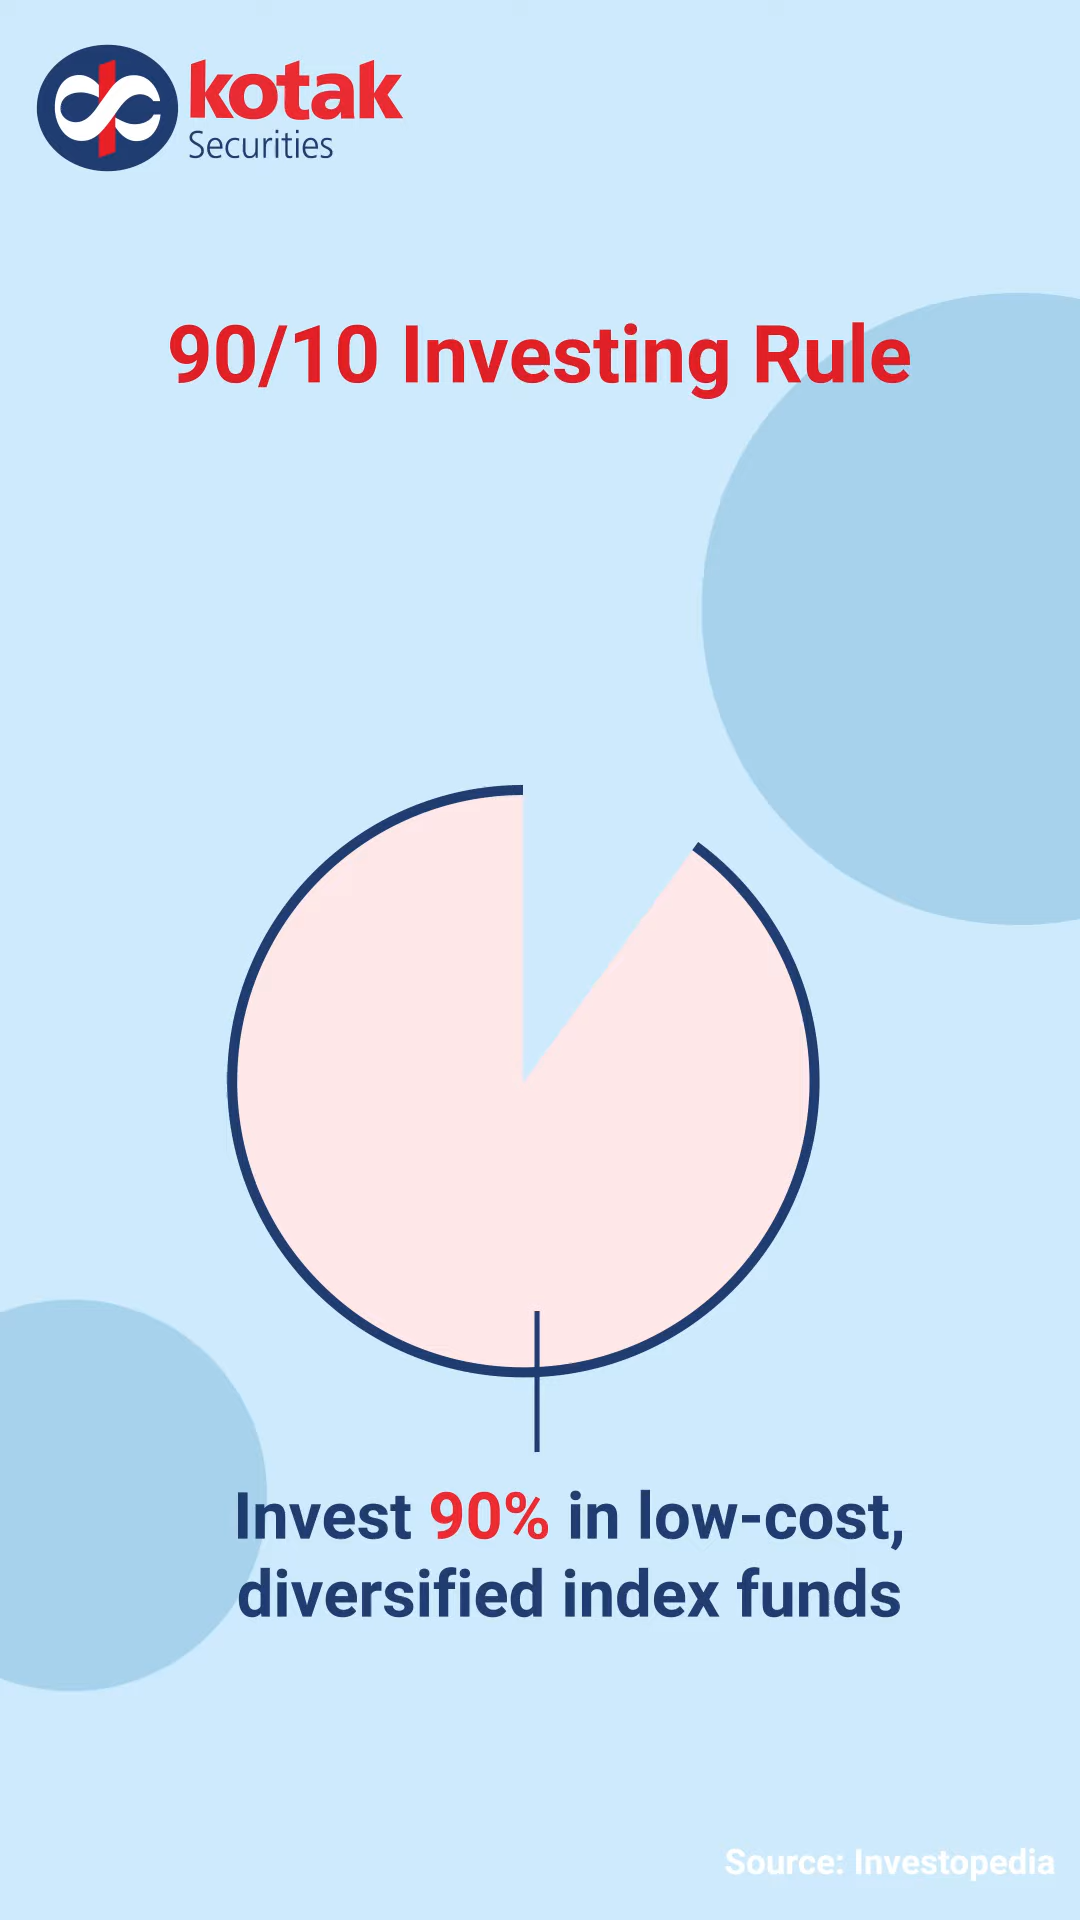 kotak
Securities
90/10 Investing Rule
Invest 90% in low-cost,
diversified index funds
Source: Investopedia